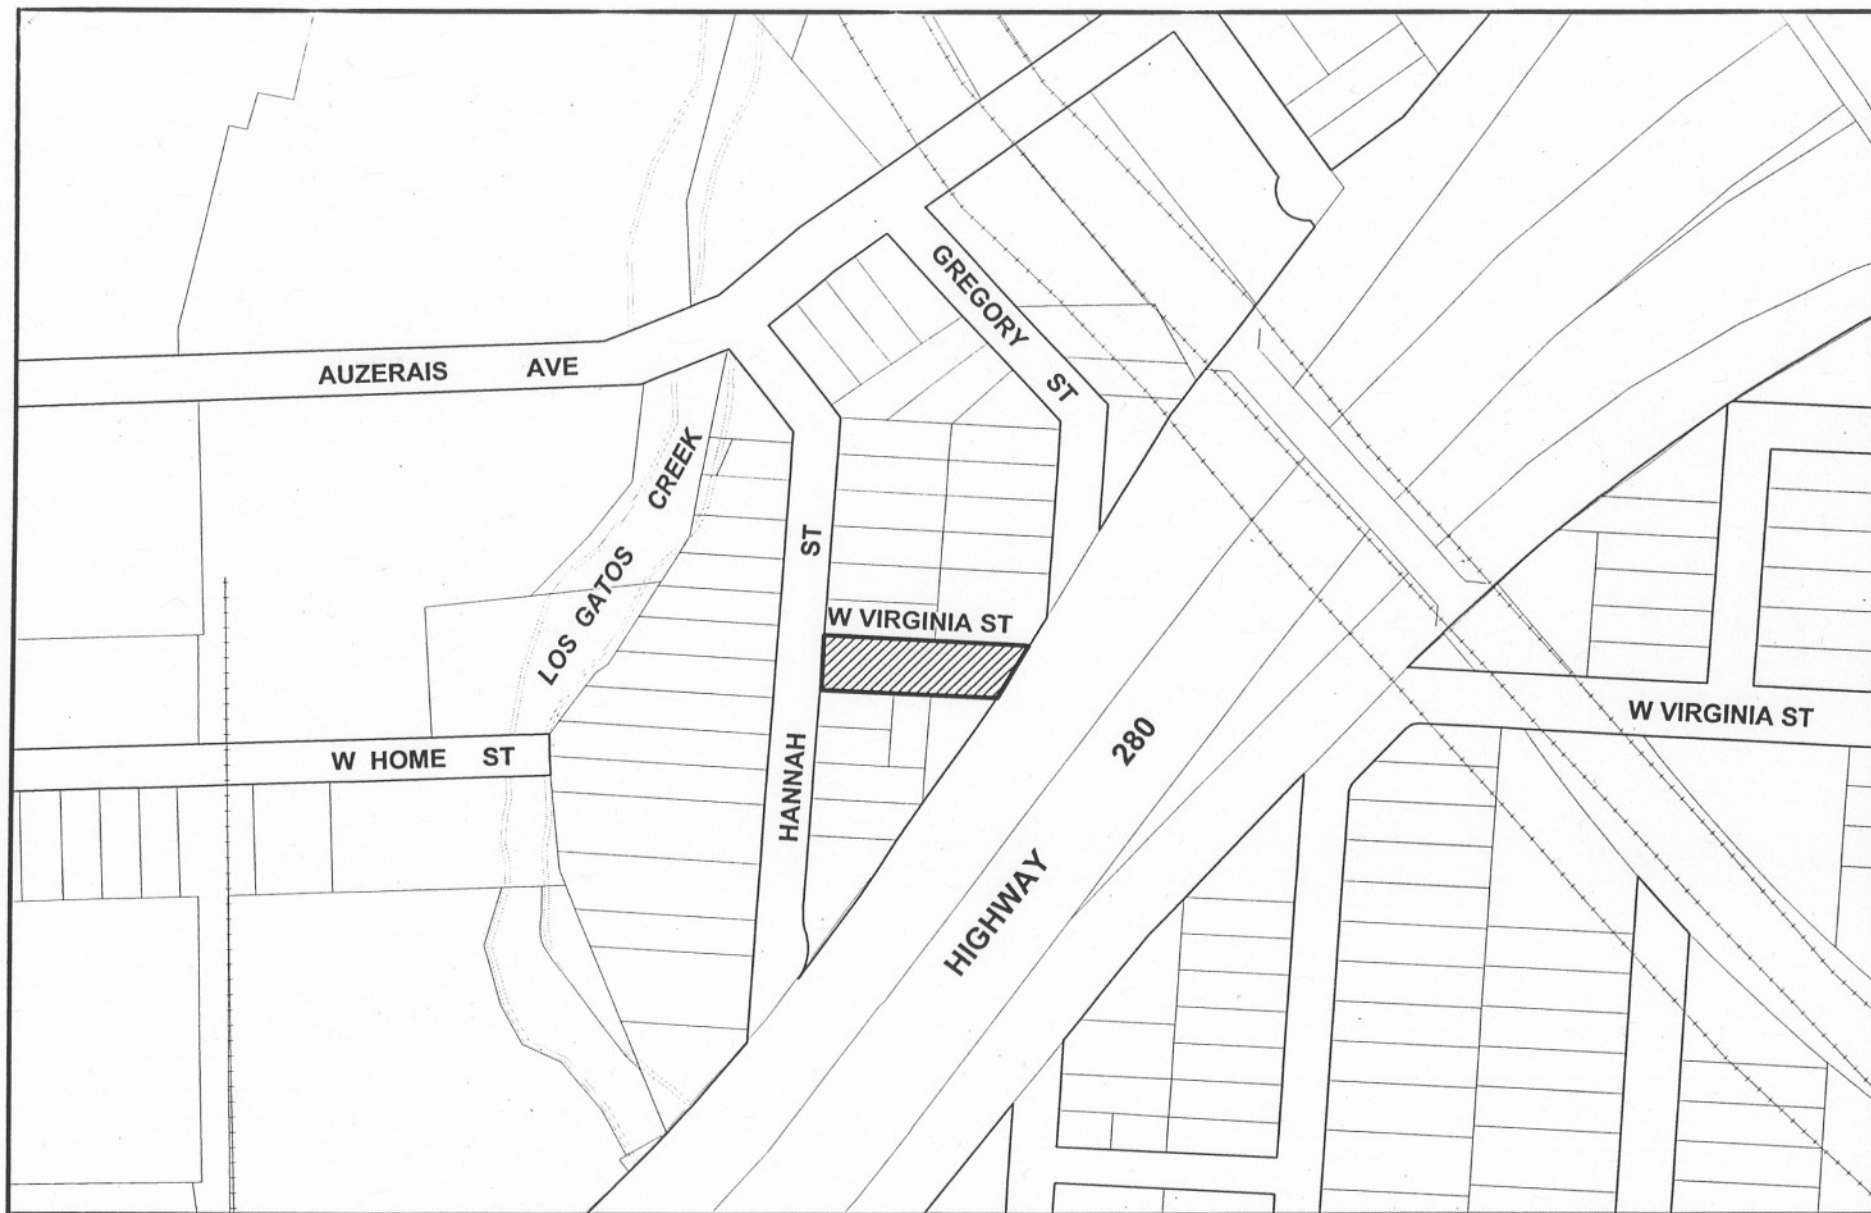 GREGORY ST
AUZERAIS AVE
LOS GATOS CREEK
HANNAH ST
W VIRGINIA ST
W VIRGINIA ST
W HOME ST
HIGHWAY 280